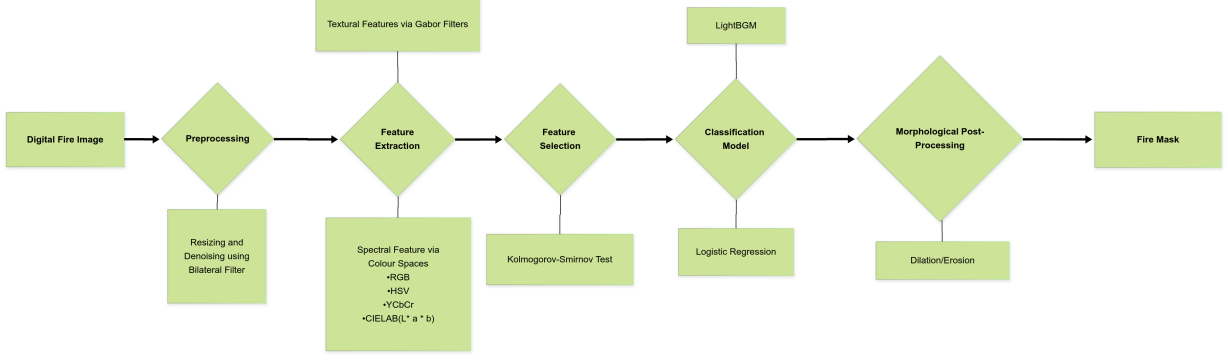 Textural Features via Gabor Filters
LightBGM
Digital Fire Image
Preprocessing
Feature
Extraction
Feature
Selection
Classification
Model
Morphological Post-
Processing
Fire Mask
Resizing and
Denoising using
Bilateral Filter
Spectral Feature via
Colour Spaces
•RGB
•HSV
•YCbCr
•CIELAB(L* a * b)
Kolmogorov-Smirnov Test
Logistic Regression
Dilation/Erosion